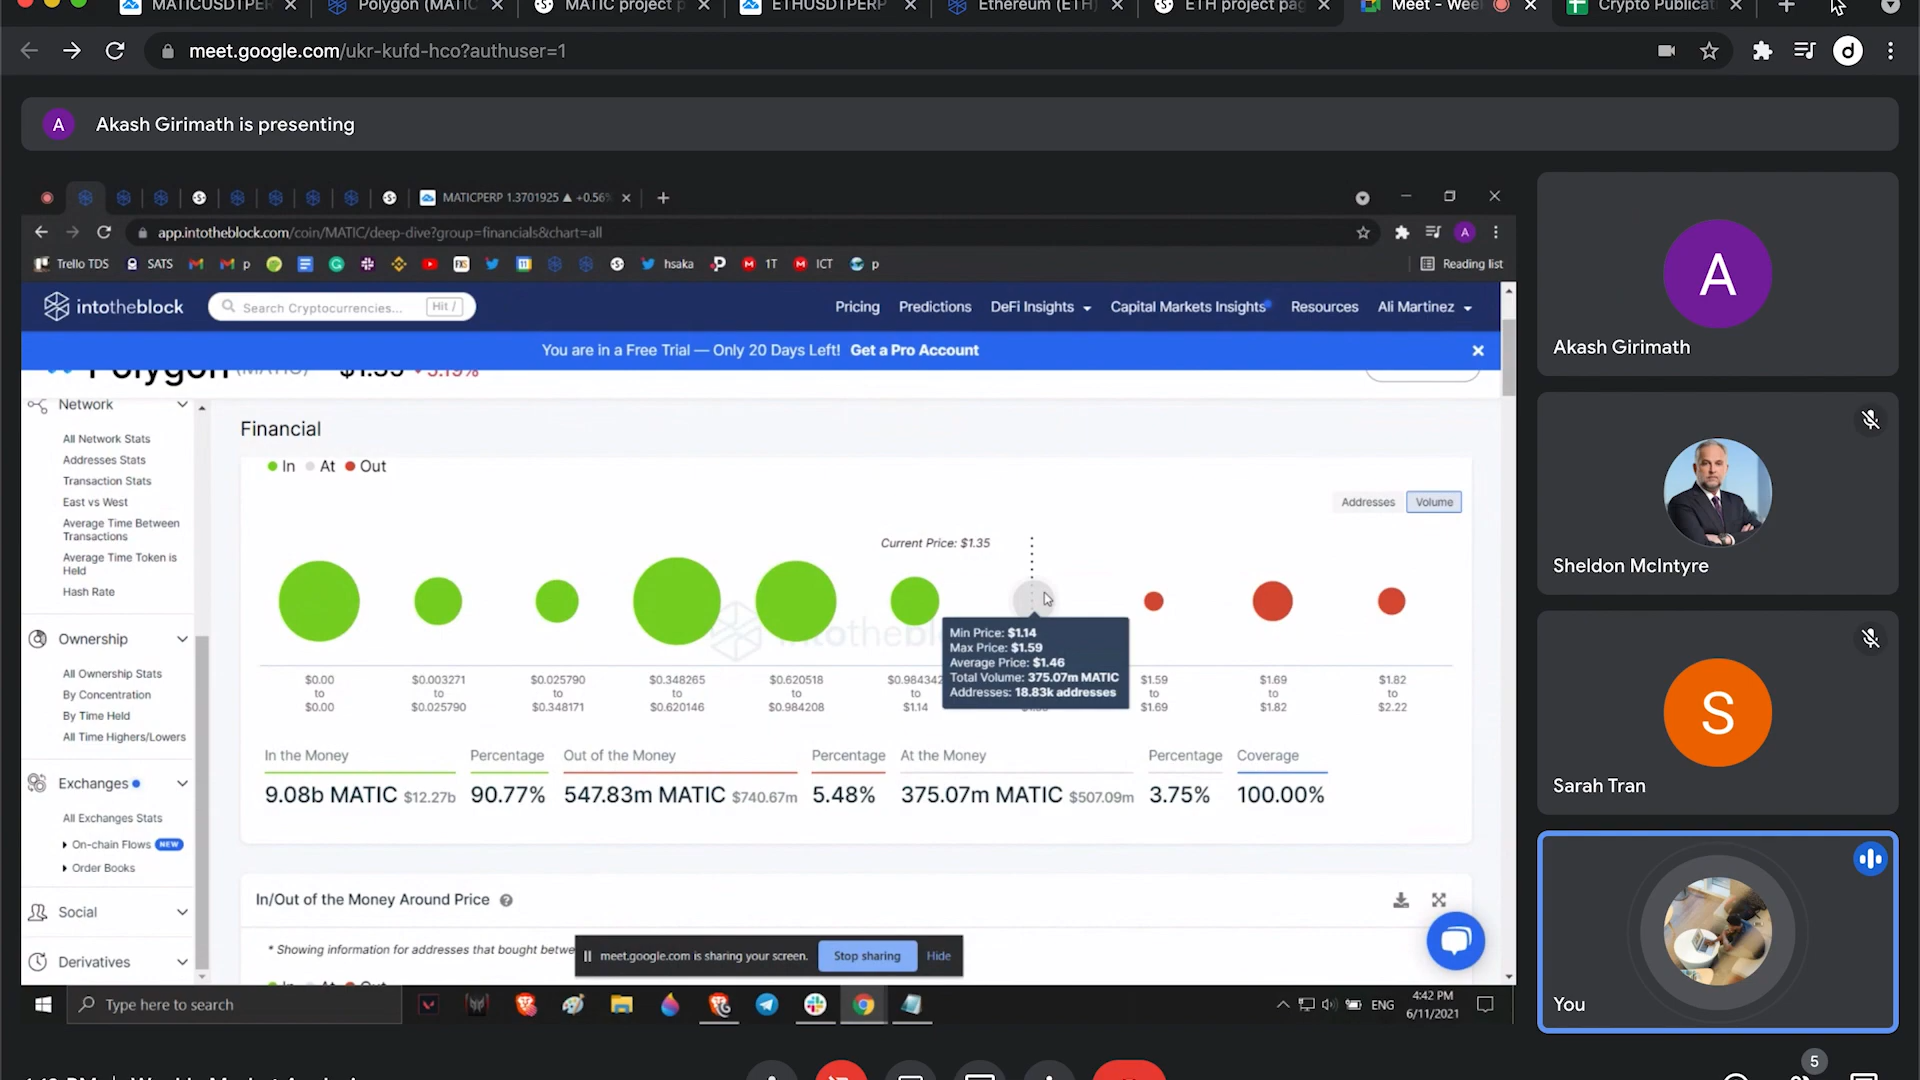 MATICUSDTPERP
Polygon (MATIC
MATIC project p
ETHUSDTPERP
Ethereum (ETH)
ETH project pag
Meet - Weel
Crypto Publicat
meet.google.com/ukr-kufd-hco?authuser=1
d
A
Akash Girimath is presenting
MATICPERP 1.3701925 ▲ +0.56%
app.intotheblock.com/coin/MATIC/deep-dive?group=financials&chart=all
A
Trello TDS
SATS
p
hsaka
1T
ICT
p
Reading list
intotheblock
Search Cryptocurrencies...
Hit /
Pricing
Predictions
DeFi Insights
Capital Markets Insights
Resources
Ali Martinez
You are in a Free Trial — Only 20 Days Left! Get a Pro Account
Polygon (MATIC) $1.35
Network
All Network Stats
Addresses Stats
Transaction Stats
East vs West
Average Time Between
Transactions
Average Time Token is
Held
Hash Rate
Ownership
All Ownership Stats
By Concentration
By Time Held
All Time Highers/Lowers
Exchanges
All Exchanges Stats
On-chain Flows NEW
Order Books
Social
Derivatives
Financial
In At Out
Addresses Volume
Current Price: $1.35
intotheblo
Min Price: $1.14
Max Price: $1.59
Average Price: $1.46
Total Volume: 375.07m MATIC
Addresses: 18.83k addresses
$0.00 $0.003271 $0.025790 $0.348265 $0.620518 $0.984342 $1.59 $1.69 $1.82
to to to to to to to to to
$0.00 $0.025790 $0.348171 $0.620146 $0.984208 $1.14 $1.69 $1.82 $2.22
In the Money Percentage Out of the Money Percentage At the Money Percentage Coverage
9.08b MATIC $12.27b 90.77% 547.83m MATIC $740.67m 5.48% 375.07m MATIC $507.09m 3.75% 100.00%
In/Out of the Money Around Price
* Showing information for addresses that bought betwe
meet.google.com is sharing your screen.
Stop sharing
Hide
Type here to search
ENG
4:42 PM
6/11/2021
A
Akash Girimath
Sheldon McIntyre
S
Sarah Tran
You
5